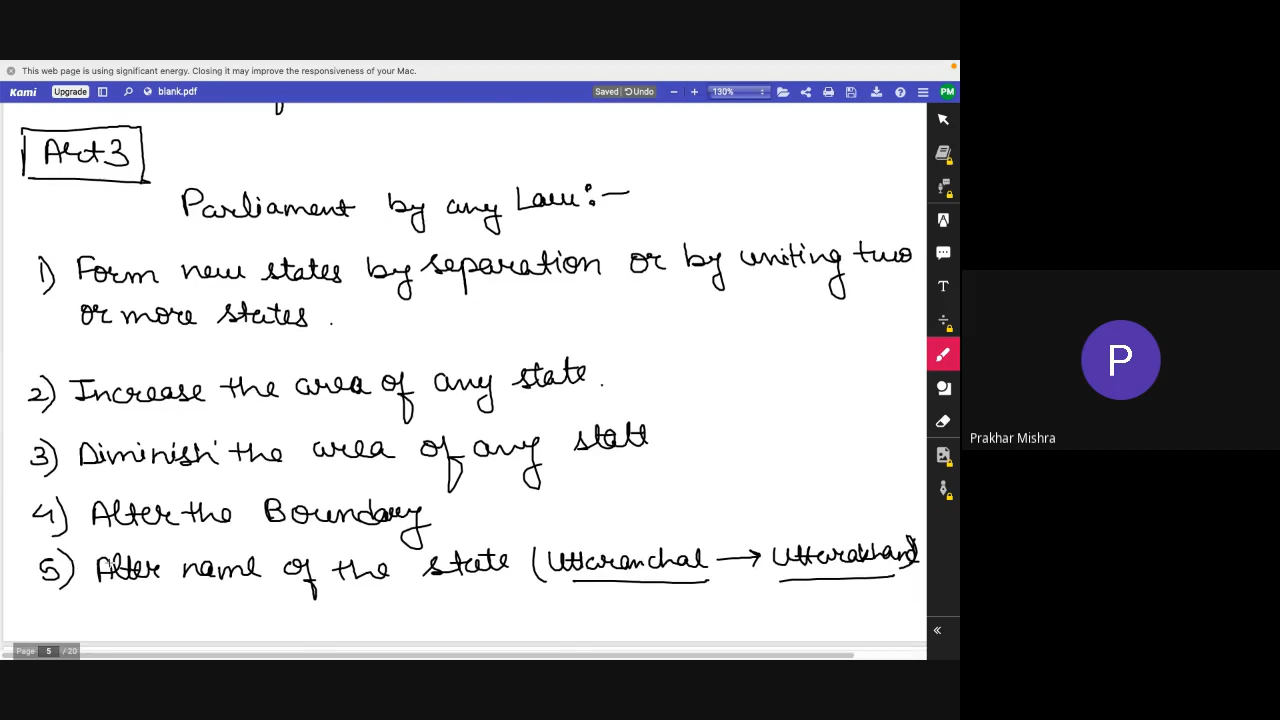 This web page is using significant energy. Closing it may improve the responsiveness of your Mac.
Kami Upgrade blank.pdf Saved Undo 130% PM
Art 3
Parliament by any Law:-
1) Form new states by separation or by uniting two
or more states.
2) Increase the area of any state.
3) Diminish the area of any state
4) Alter the Boundary
5) Alter name of the state (Uttaranchal → Uttarakhand)
Page 5 / 20
P
Prakhar Mishra